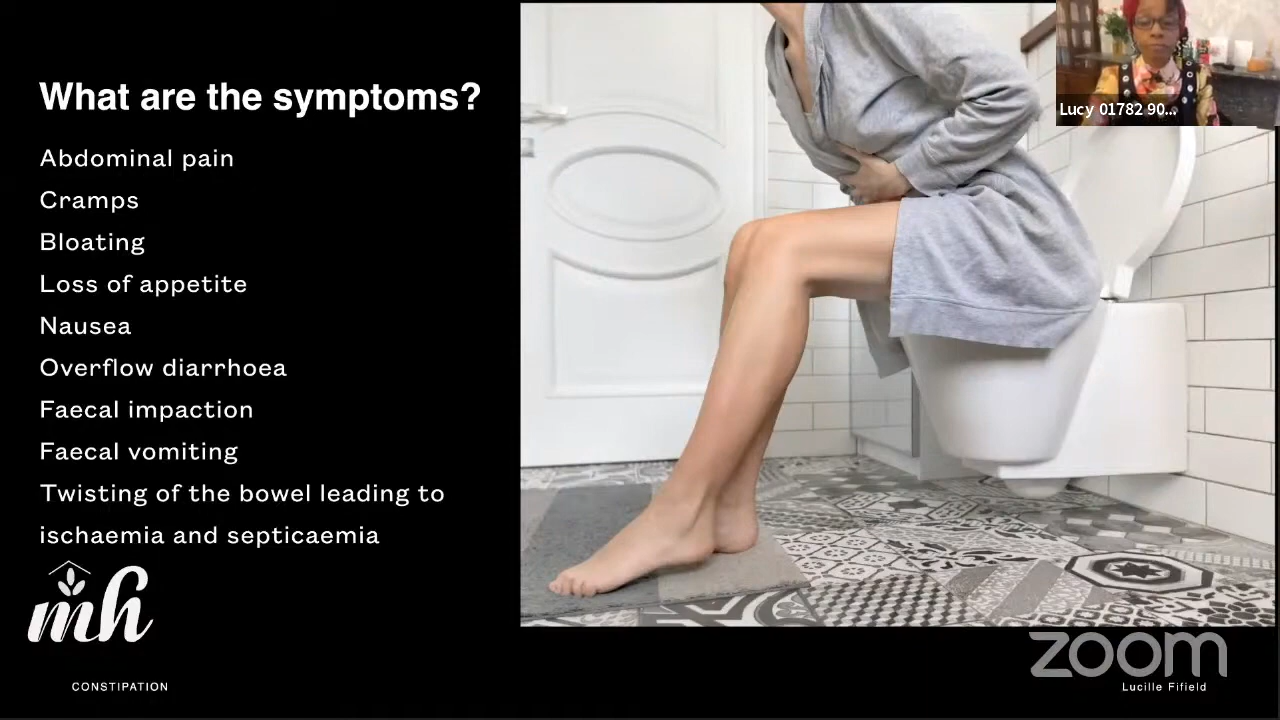 What are the symptoms?
Abdominal pain
Cramps
Bloating
Loss of appetite
Nausea
Overflow diarrhoea
Faecal impaction
Faecal vomiting
Twisting of the bowel leading to
ischaemia and septicaemia
mh
CONSTIPATION
Lucy 01782 90...
zoom
Lucille Fifield